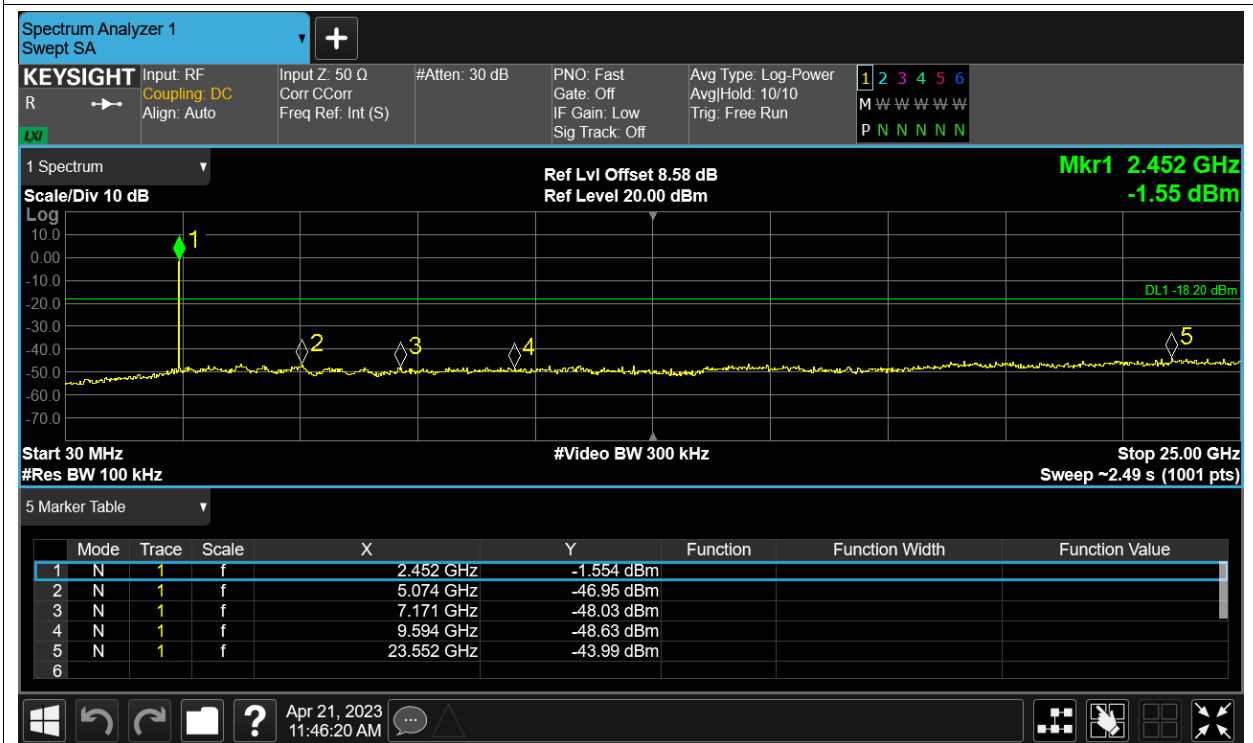 Spectrum Analyzer 1
Swept SA
KEYSIGHT
R
LXI
Input: RF
Coupling: DC
Align: Auto
Input Z: 50 Ω
Corr CCorr
Freq Ref: Int (S)
#Atten: 30 dB
PNO: Fast
Gate: Off
IF Gain: Low
Sig Track: Off
Avg Type: Log-Power
Avg|Hold: 10/10
Trig: Free Run
1 2 3 4 5 6
M W W W W W W
P N N N N N N
1 Spectrum
Scale/Div 10 dB
Ref Lvl Offset 8.58 dB
Ref Level 20.00 dBm
Mkr1 2.452 GHz
-1.55 dBm
Log
10.0
0.00
-10.0
-20.0
-30.0
-40.0
-50.0
-60.0
-70.0
1
DL1 -18.20 dBm
2
3
4
5
Start 30 MHz
#Res BW 100 kHz
#Video BW 300 kHz
Stop 25.00 GHz
Sweep ~2.49 s (1001 pts)
5 Marker Table
Mode Trace Scale X Y Function Function Width Function Value
1 N 1 f 2.452 GHz -1.554 dBm
2 N 1 f 5.074 GHz -46.95 dBm
3 N 1 f 7.171 GHz -48.03 dBm
4 N 1 f 9.594 GHz -48.63 dBm
5 N 1 f 23.552 GHz -43.99 dBm
6
?
Apr 21, 2023
11:46:20 AM